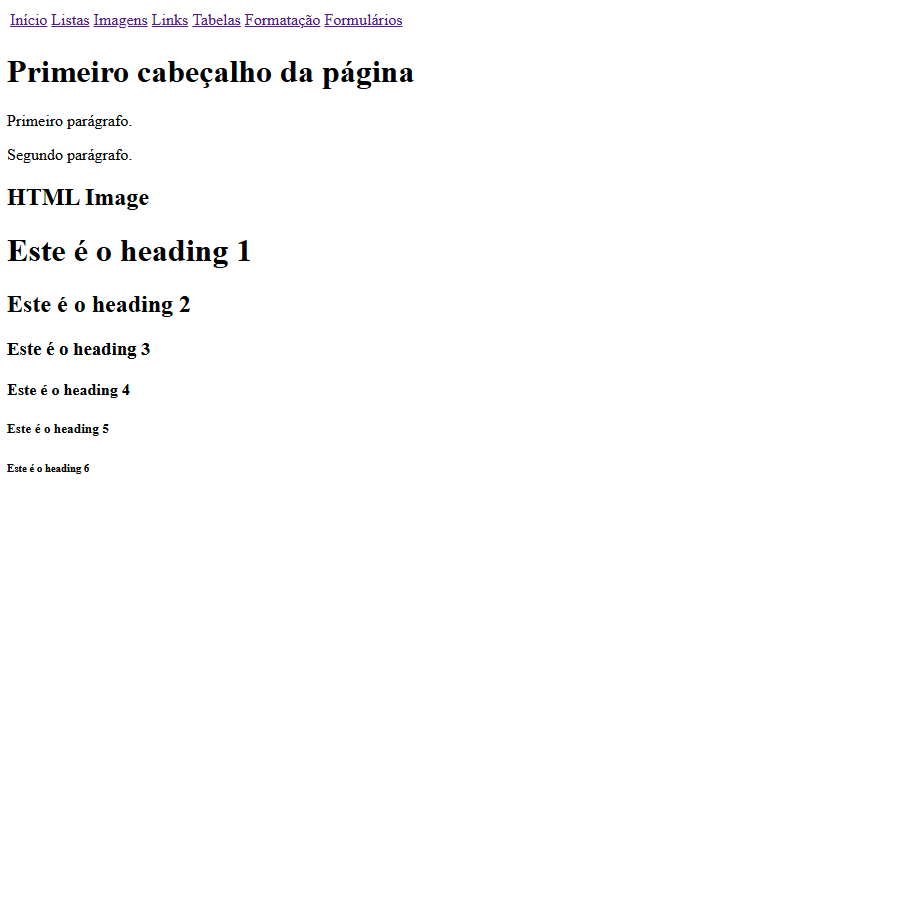 Início Listas Imagens Links Tabelas Formatação Formulários
Primeiro cabeçalho da página
Primeiro parágrafo.
Segundo parágrafo.
HTML Image
Este é o heading 1
Este é o heading 2
Este é o heading 3
Este é o heading 4
Este é o heading 5
Este é o heading 6